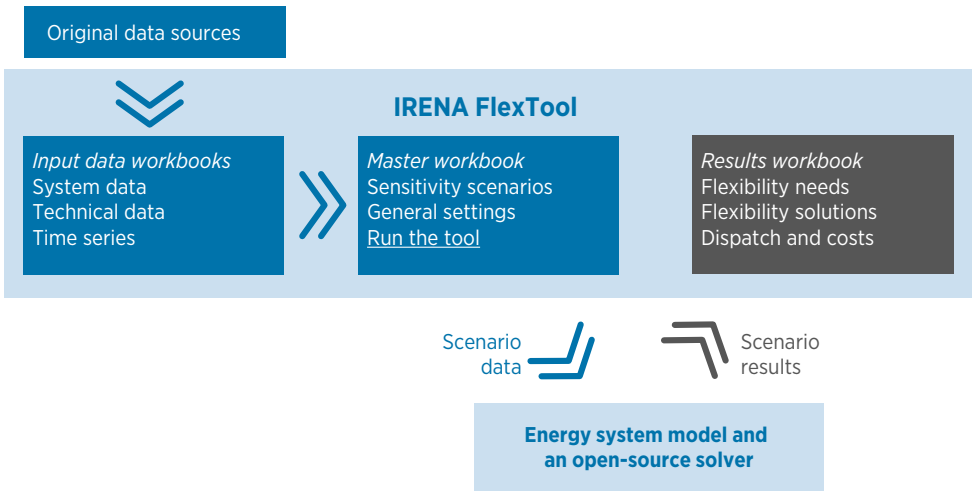 Original data sources
IRENA FlexTool
Input data workbooks
System data
Technical data
Time series
Master workbook
Sensitivity scenarios
General settings
Run the tool
Results workbook
Flexibility needs
Flexibility solutions
Dispatch and costs
Scenario
data
Scenario
results
Energy system model and
an open-source solver